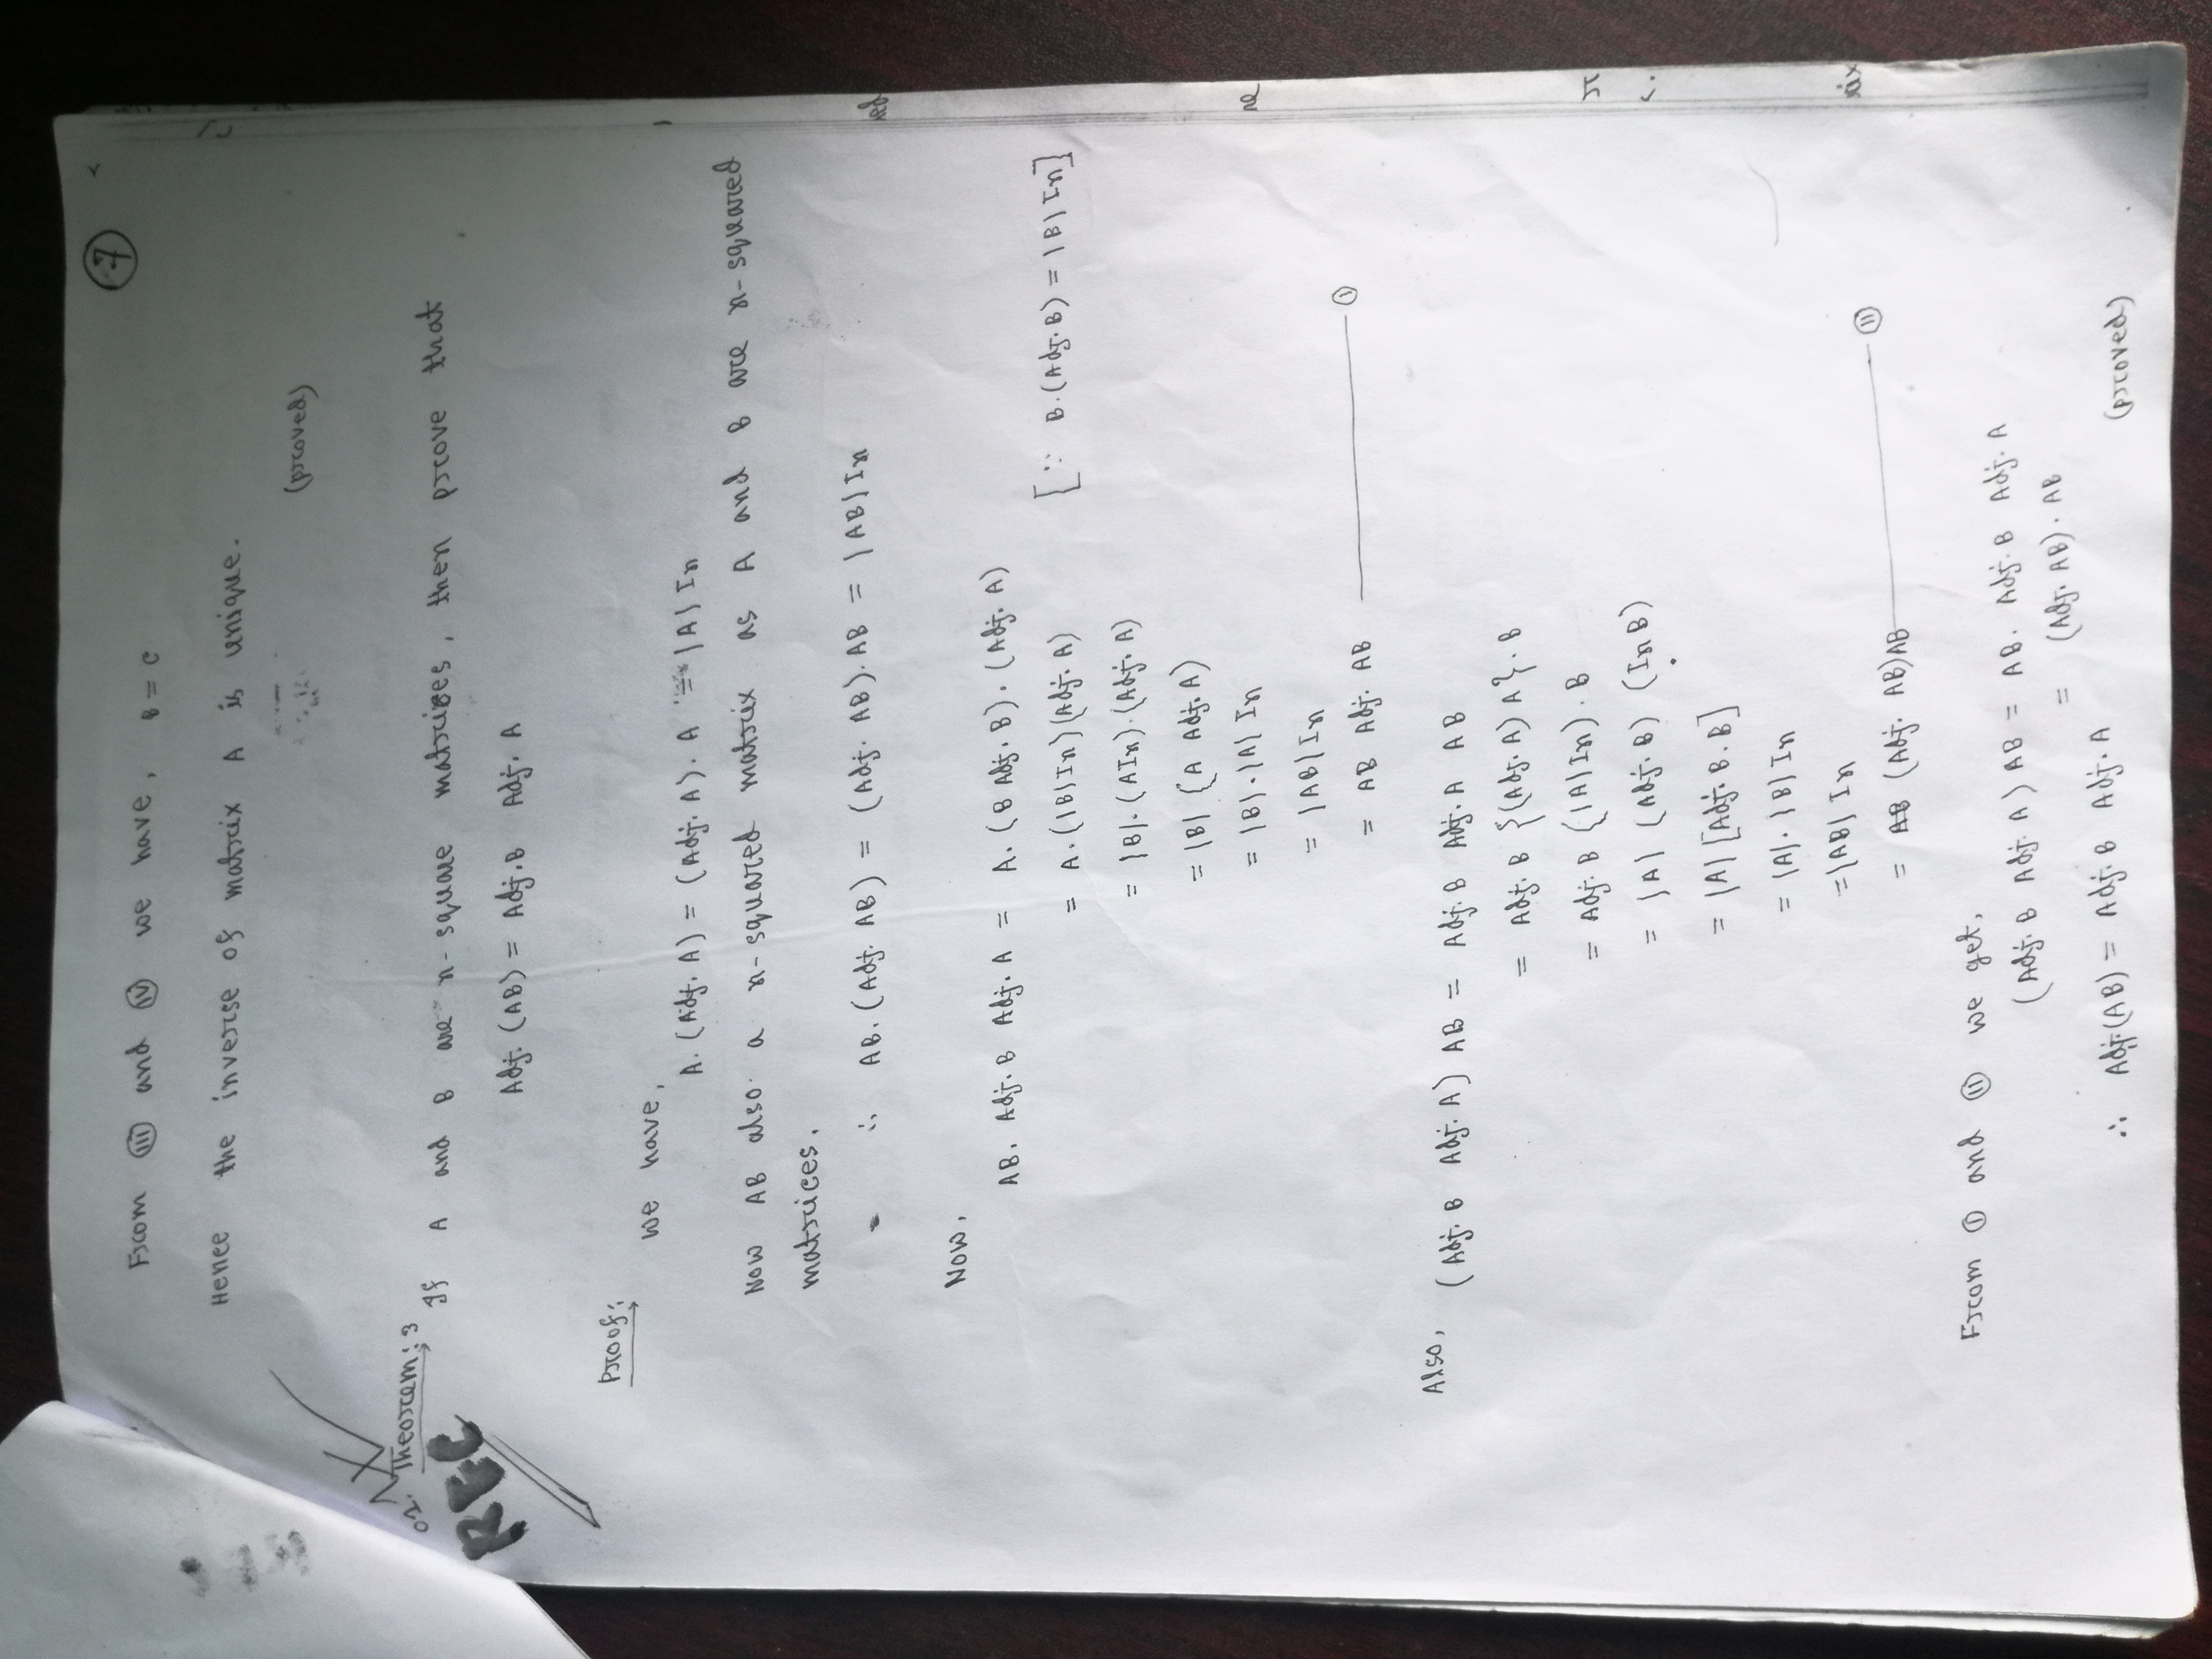 7
From (III) and (IV) we have, B = C
Hence the inverse of matrix A is unique.
(proved)
01. Theorem: 3
REC
If A and B are n-square matrices, then prove that
Adj. (AB) = Adj.B Adj. A
Proof:
we have,
A. (Adj. A) = (Adj. A). A = |A| In
Now AB also a n-squared matrix as A and B are n-squared
matrices.
∴ AB. (Adj. AB) = (Adj. AB). AB = |AB| In
Now,
AB. Adj. B Adj. A = A. (B Adj. B). (Adj. A)
= A. (|B| In) (Adj. A) [∵ B. (Adj. B) = |B| In]
= |B|. (A In). (Adj. A)
= |B| (A Adj. A)
= |B|. |A| In
= |AB| In
= AB Adj. AB (I)
Also, (Adj. B Adj. A) AB = Adj. B Adj. A AB
= Adj. B {(Adj. A) A}. B
= Adj. B (|A| In). B
= |A| (Adj. B) (In B)
= |A| [Adj. B. B]
= |A|. |B| In
= |AB| In
= AB (Adj. AB) AB (II)
From (I) and (II) we get,
(Adj. B Adj. A) AB = AB. Adj. B Adj. A
= (Adj. AB). AB
∴ Adj. (AB) = Adj. B Adj. A
(proved)